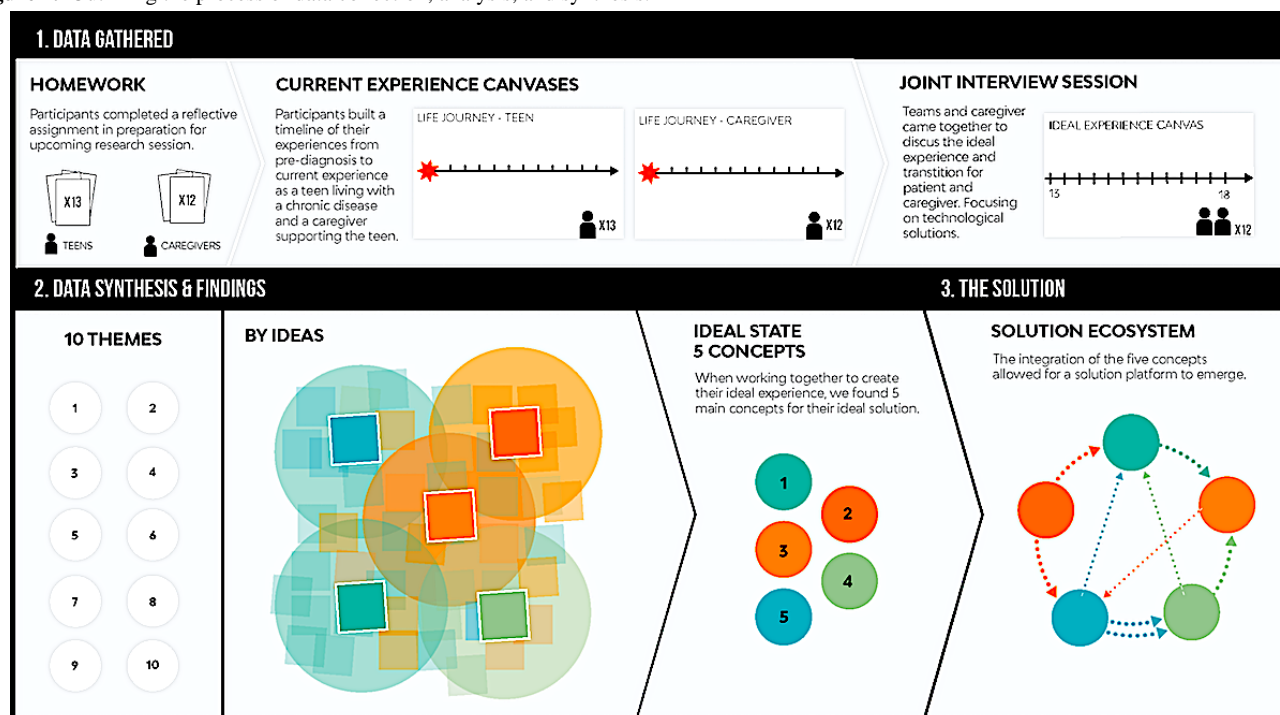 1. DATA GATHERED
HOMEWORK
Participants completed a reflective
assignment in preparation for
upcoming research session.
X13
X12
TEENS
CAREGIVERS
CURRENT EXPERIENCE CANVASES
Participants built a
timeline of their
experiences from
pre-diagnosis to
current experience
as a teen living with
a chronic disease
and a caregiver
supporting the teen.
LIFE JOURNEY - TEEN
X13
LIFE JOURNEY - CAREGIVER
X12
JOINT INTERVIEW SESSION
Teams and caregiver
came together to
discus the ideal
experience and
transtition for
patient and
caregiver. Focusing
on technological
solutions.
IDEAL EXPERIENCE CANVAS
13
18
X12
2. DATA SYNTHESIS & FINDINGS
10 THEMES
1
2
3
4
5
6
7
8
9
10
BY IDEAS
IDEAL STATE
5 CONCEPTS
When working together to create
their ideal experience, we found 5
main concepts for their ideal solution.
1
2
3
4
5
3. THE SOLUTION
SOLUTION ECOSYSTEM
The integration of the five concepts
allowed for a solution platform to emerge.